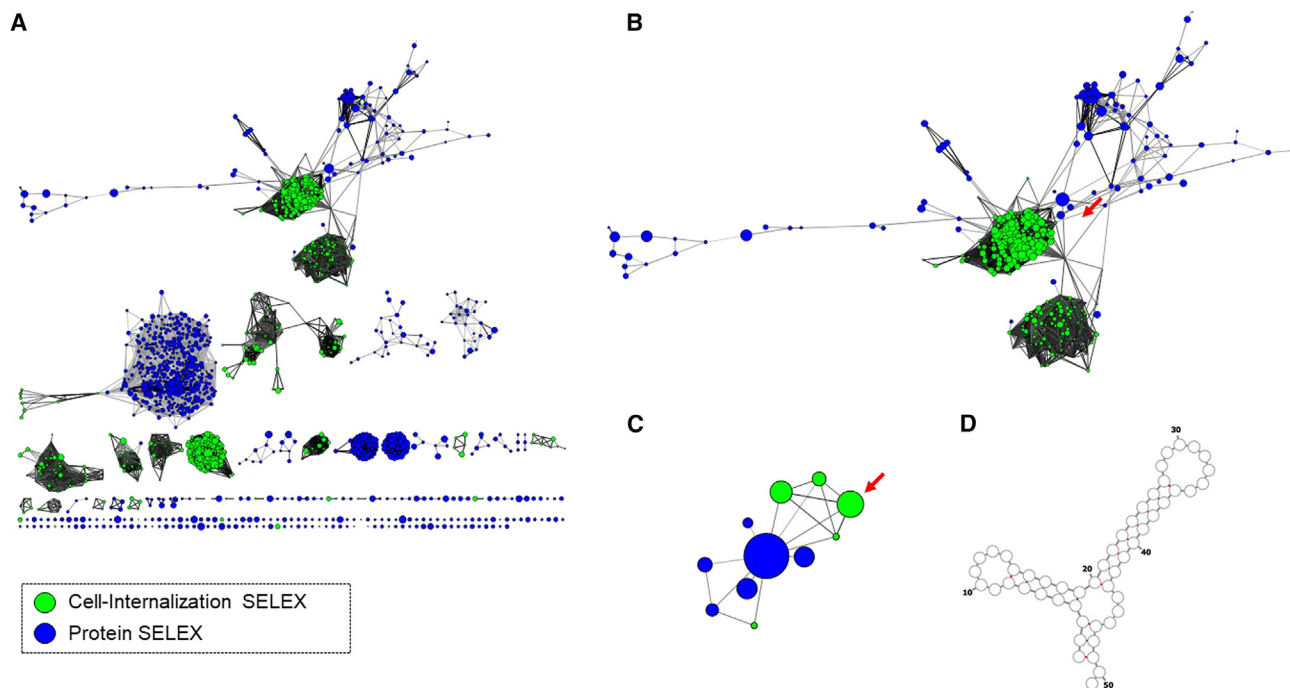 A
B
Cell-Internalization SELEX
Protein SELEX
C
D
30
20
40
10
50